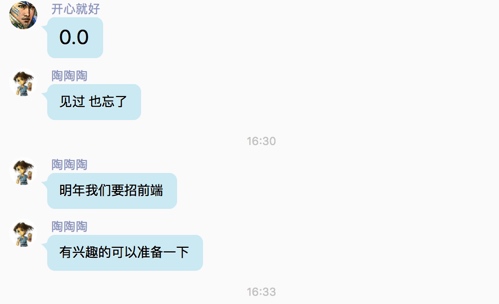 开心就好
0.0
陶陶陶
见过 也忘了
16:30
陶陶陶
明年我们要招前端
陶陶陶
有兴趣的可以准备一下
16:33